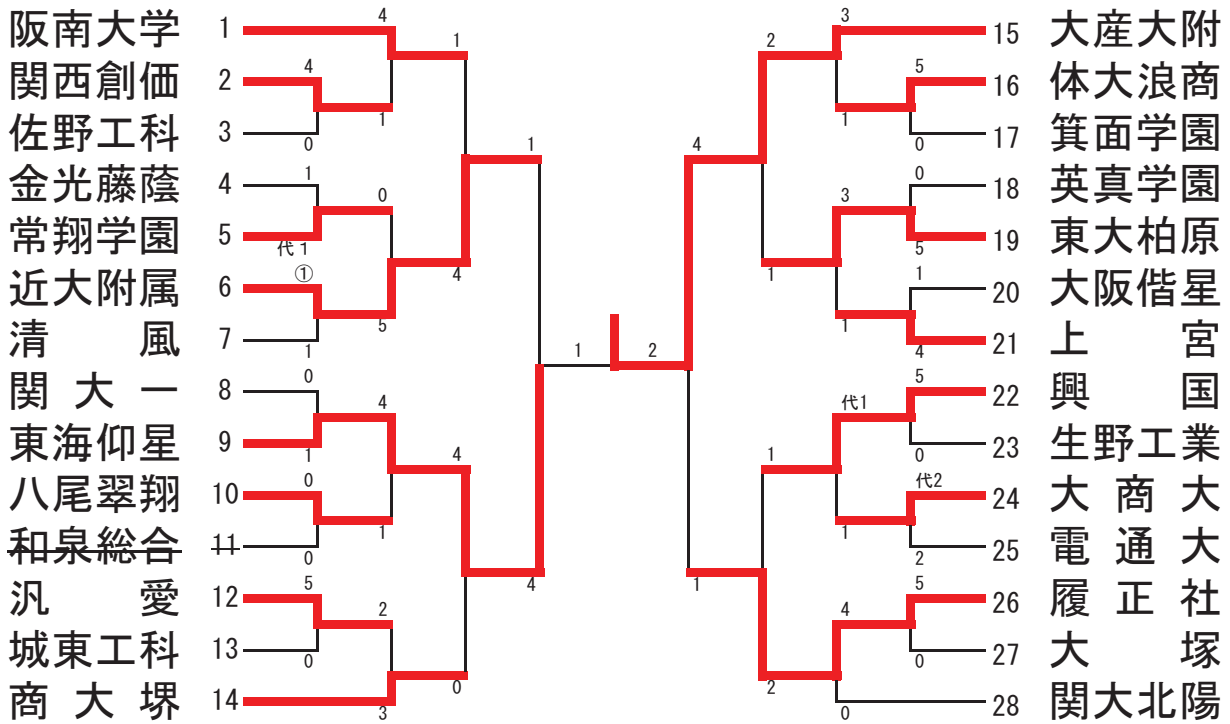 阪南大学 1
関西創価 2
佐野工科 3
金光藤蔭 4
常翔学園 5
近大附属 6
清風 7
関大一 8
東海仰星 9
八尾翠翔 10
和泉総合 11
汎愛 12
城東工科 13
商大堺 14
4
4
0
1
1
1
代1
0
①
1
5
4
1
0
1
4
0
0
1
4
5
0
2
3
0
4
1
2
15 大産大附
16 体大浪商
17 箕面学園
18 英真学園
19 東大柏原
20 大阪偕星
21 上宮
22 興国
23 生野工業
24 大商大
25 電通大
26 履正社
27 大塚
28 関大北陽
3
5
0
1
2
0
5
3
1
4
1
1
4
5
0
代1
代2
2
1
1
5
0
4
0
2
1